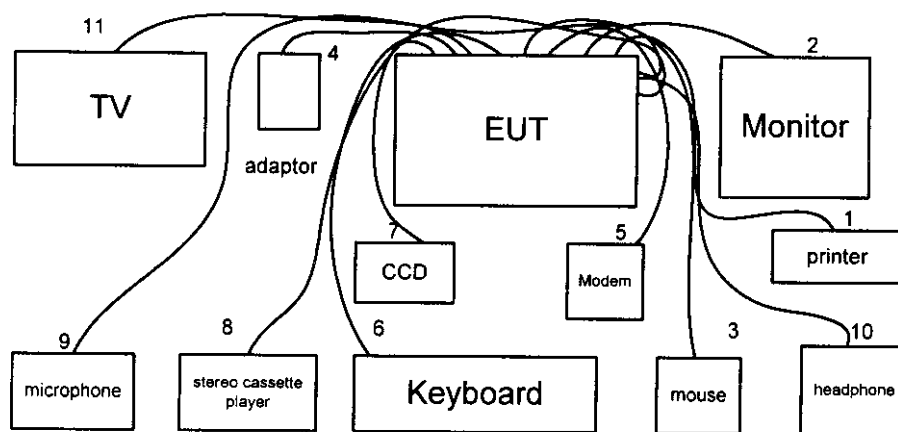 11
4
2
TV
EUT
Monitor
adaptor
7
5
1
CCD
Modem
printer
9
8
6
3
10
microphone
stereo cassette
player
Keyboard
mouse
headphone